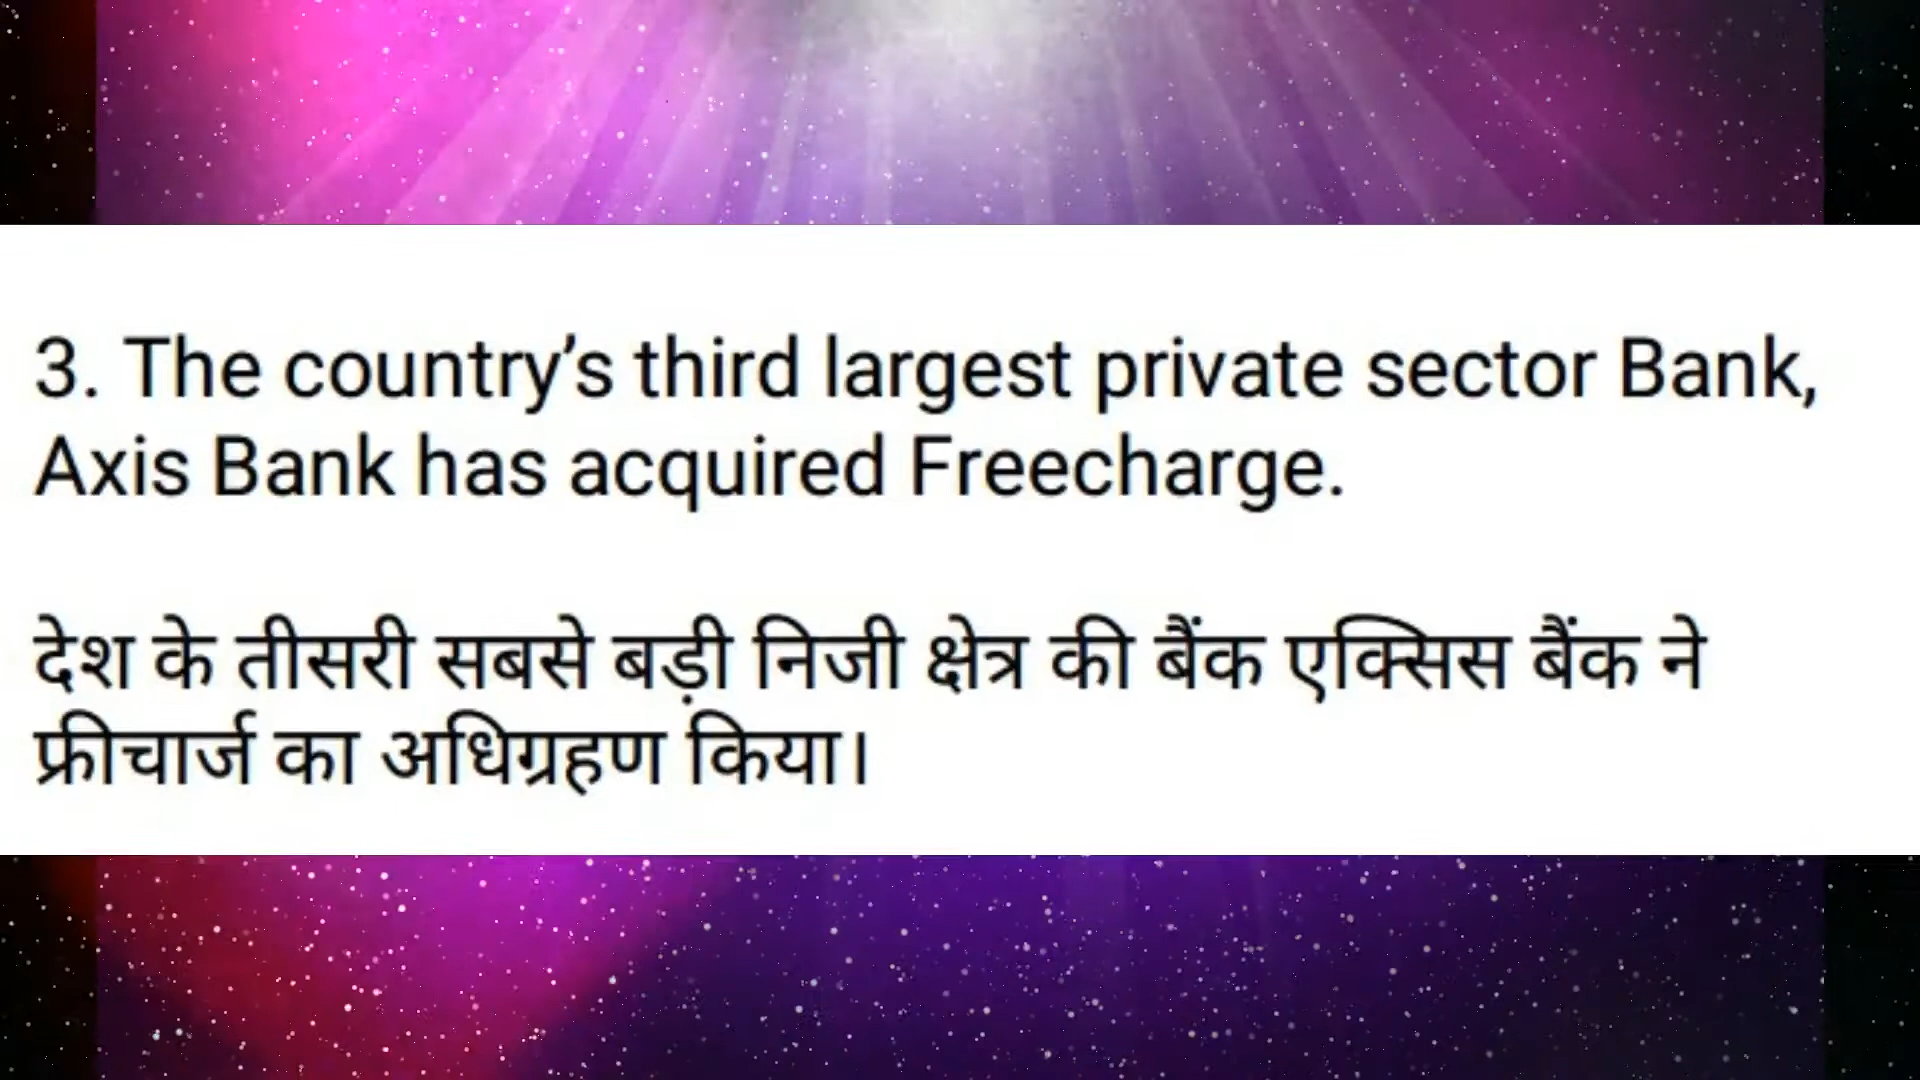 3. The country’s third largest private sector Bank,
Axis Bank has acquired Freecharge.
देश के तीसरी सबसे बड़ी निजी क्षेत्र की बैंक एक्सिस बैंक ने
फ्रीचार्ज का अधिग्रहण किया।